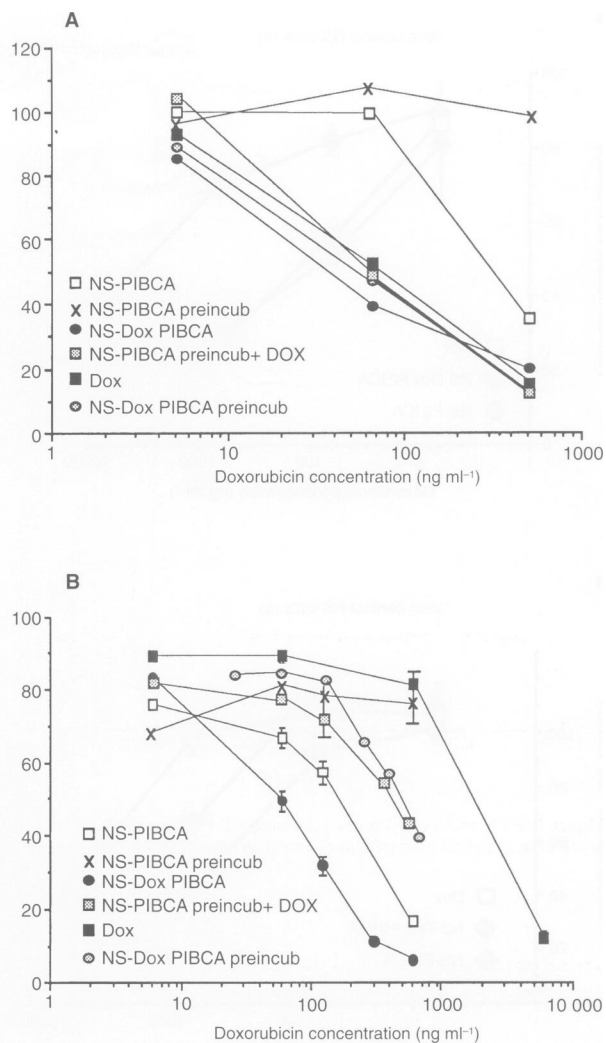 A
120
100
80
60
40
20
0
NS-PIBCA
NS-PIBCA preincub
NS-Dox PIBCA
NS-PIBCA preincub+ DOX
Dox
NS-Dox PIBCA preincub
1 10 100 1000
Doxorubicin concentration (ng ml⁻¹)
B
100
80
60
40
20
0
NS-PIBCA
NS-PIBCA preincub
NS-Dox PIBCA
NS-PIBCA preincub+ DOX
Dox
NS-Dox PIBCA preincub
1 10 100 1000 10 000
Doxorubicin concentration (ng ml⁻¹)